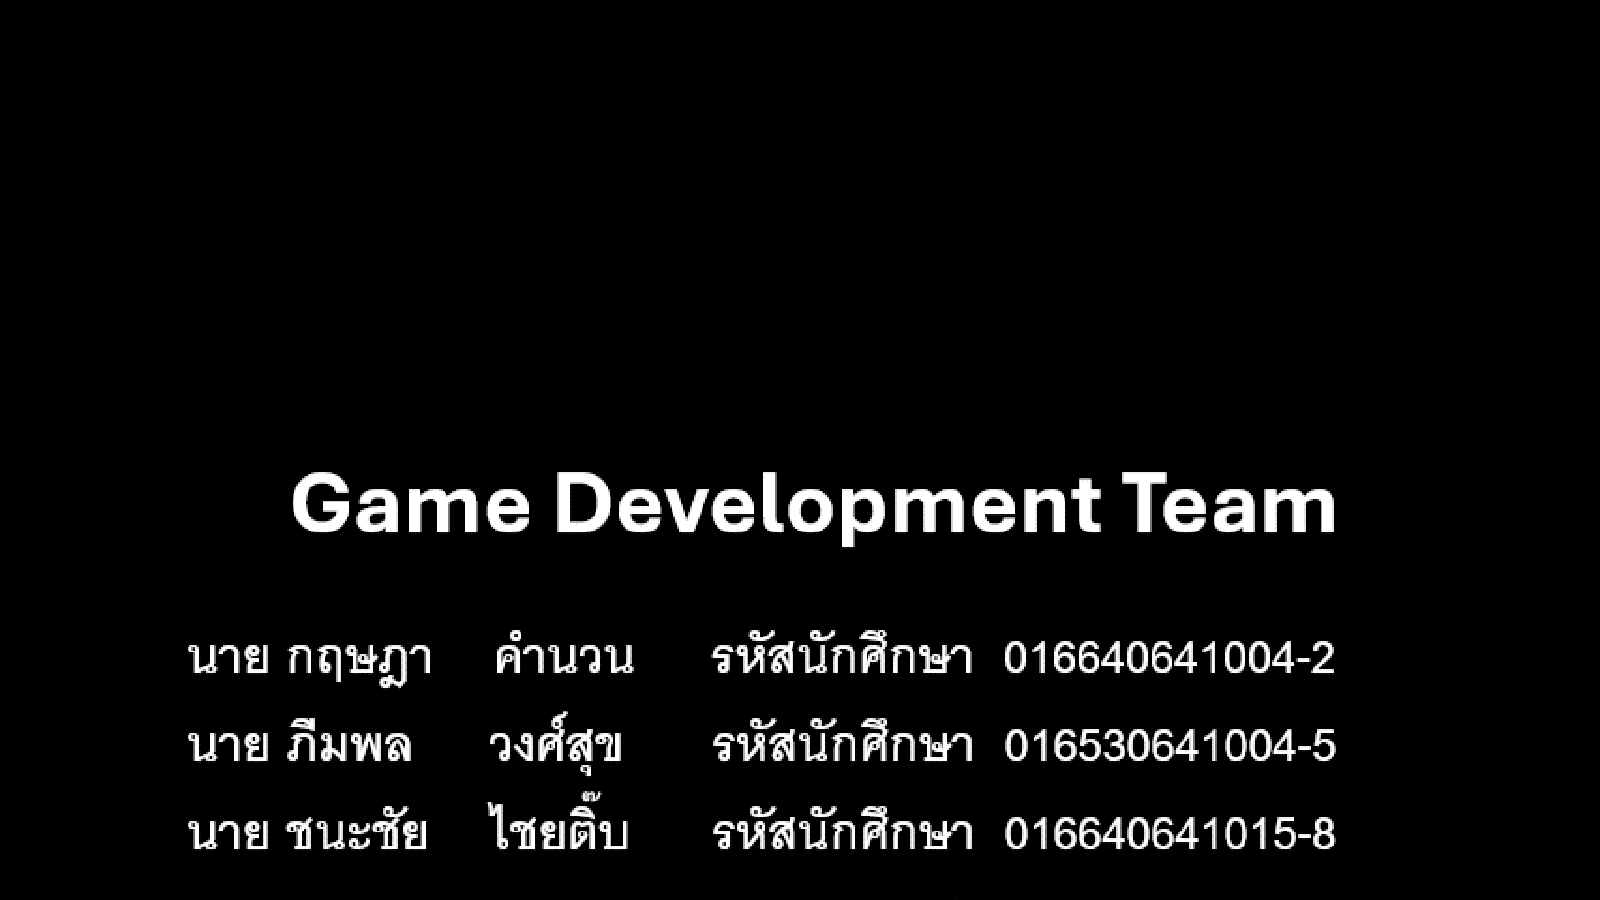 Game Development Team
นาย กฤษฎา คำนวน รหัสนักศึกษา 016640641004-2
นาย ภีมพล วงศ์สุข รหัสนักศึกษา 016530641004-5
นาย ชนะชัย ไชยติ๊บ รหัสนักศึกษา 016640641015-8